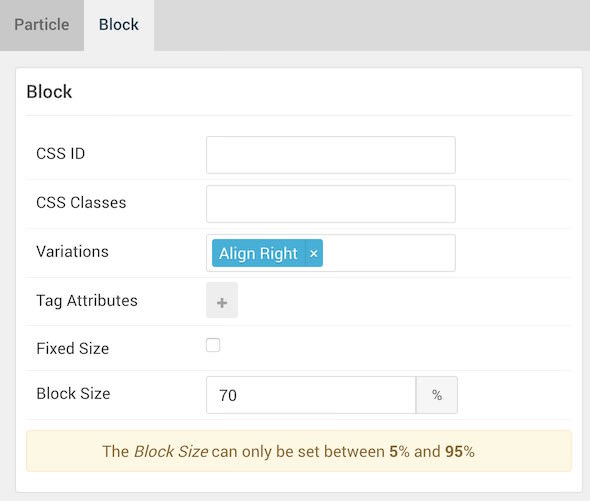 Particle Block
Block
CSS ID
CSS Classes
Variations Align Right ×
Tag Attributes +
Fixed Size
Block Size 70 %
The Block Size can only be set between 5% and 95%